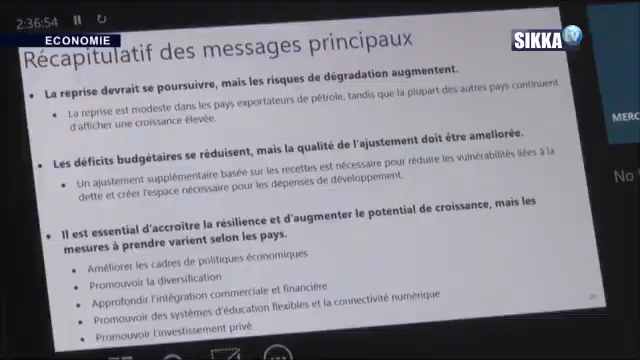 2:36:54
ECONOMIE
SIKKA tv
Récapitulatif des messages principaux
• La reprise devrait se poursuivre, mais les risques de dégradation augmentent.
• La reprise est modeste dans les pays exportateurs de pétrole, tandis que la plupart des autres pays continuent
d'afficher une croissance élevée.
MERC
• Les déficits budgétaires se réduisent, mais la qualité de l'ajustement doit être ameliorée.
• Un ajustement supplémentaire basée sur les recettes est nécessaire pour réduire les vulnérabilités liées à la
dette et créer l'espace nécessaire pour les dépenses de développement.
No
• Il est essential d'accroître la résilience et d'augmenter le potential de croissance, mais les
mesures à prendre varient selon les pays.
• Améliorer les cadres de politiques économiques
• Promouvoir la diversification
• Approfondir l'intégration commerciale et financière
• Promouvoir des systèmes d'éducation flexibles et la connectivité numérique
• Promouvoir l'investissement privé